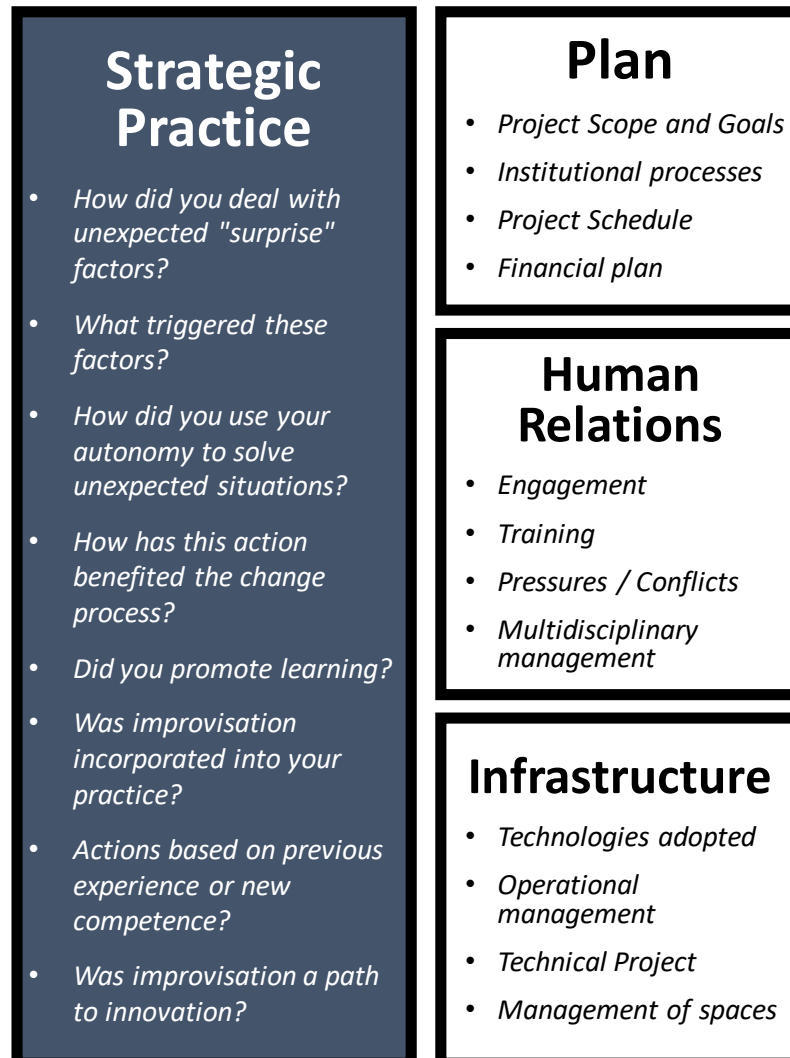 Strategic
Practice
• How did you deal with
unexpected "surprise"
factors?
• What triggered these
factors?
• How did you use your
autonomy to solve
unexpected situations?
• How has this action
benefited the change
process?
• Did you promote learning?
• Was improvisation
incorporated into your
practice?
• Actions based on previous
experience or new
competence?
• Was improvisation a path
to innovation?
Plan
• Project Scope and Goals
• Institutional processes
• Project Schedule
• Financial plan
Human
Relations
• Engagement
• Training
• Pressures / Conflicts
• Multidisciplinary
management
Infrastructure
• Technologies adopted
• Operational
management
• Technical Project
• Management of spaces